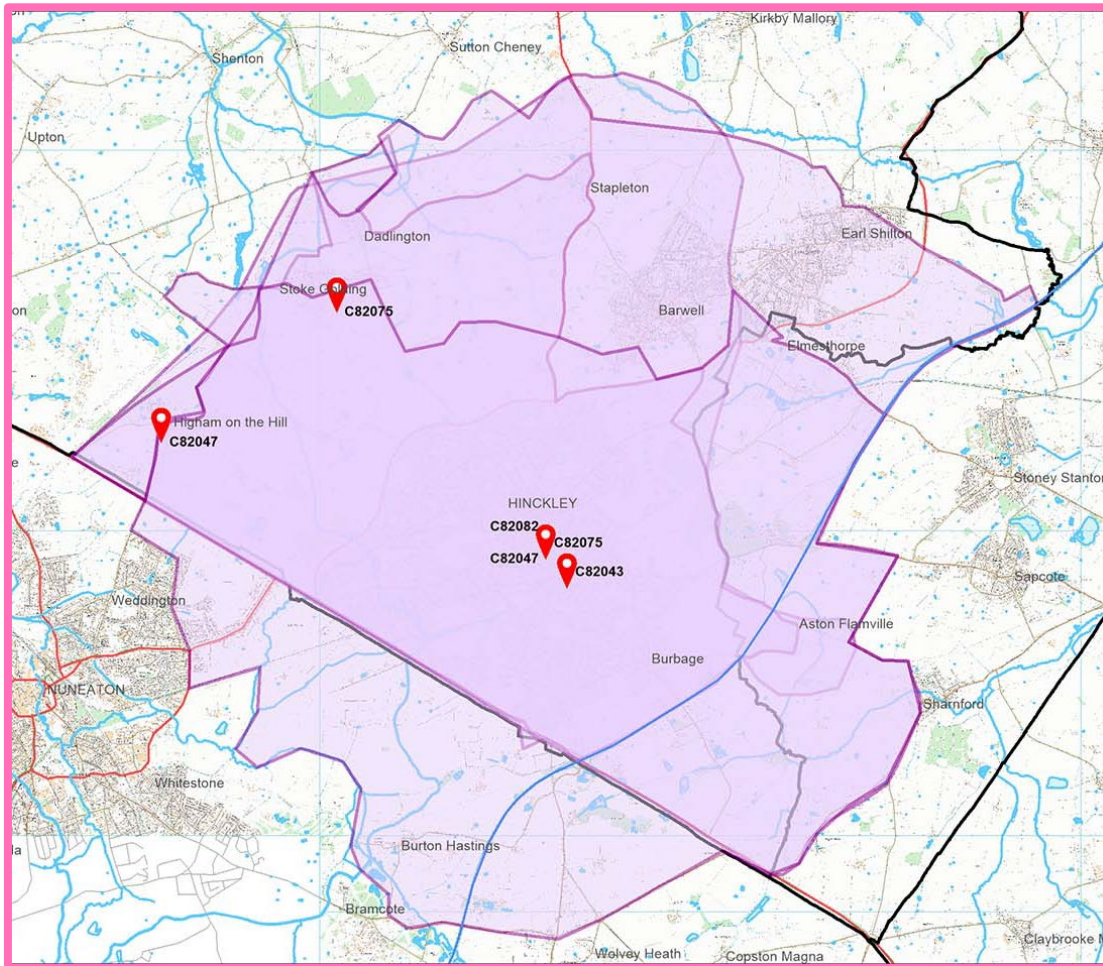 Kirkby Mallory
Sutton Cheney
Shenton
Upton
Stapleton
Earl Shilton
Dadlington
Stoke Golding
C82075
Barwell
Elmesthorpe
on
Higham on the Hill
C82047
e
Stoney Stanton
HINCKLEY
C82082
C82075
C82047
C82043
Sapcote
Weddington
Aston Flamville
Burbage
NUNEATON
Sharnford
Whitestone
la
Burton Hastings
Bramcote
Wolvey Heath
Copston Magna
Claybrooke M